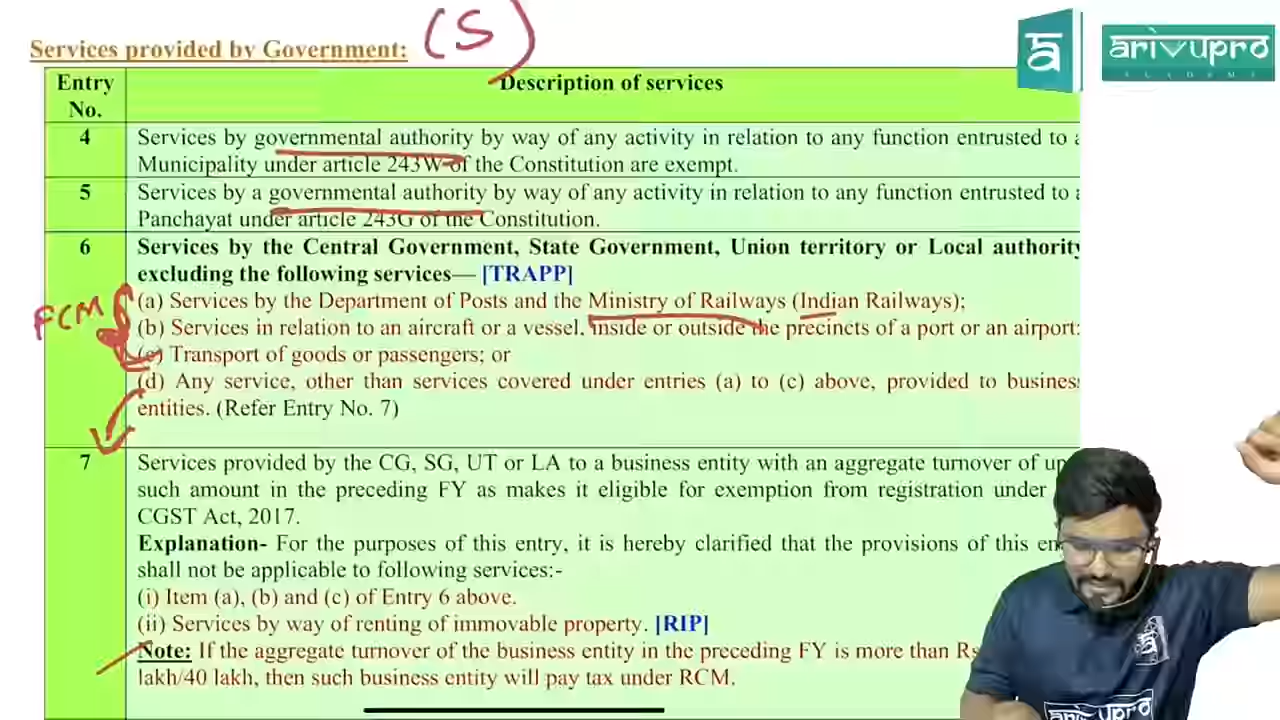 Services provided by Government:
(S)
arivupro
ACADEMY
Entry No.
Description of services
4
Services by governmental authority by way of any activity in relation to any function entrusted to a
Municipality under article 243W of the Constitution are exempt.
5
Services by a governmental authority by way of any activity in relation to any function entrusted to a
Panchayat under article 243G of the Constitution.
6
Services by the Central Government, State Government, Union territory or Local authority
excluding the following services— [TRAPP]
FCM
(a) Services by the Department of Posts and the Ministry of Railways (Indian Railways);
(b) Services in relation to an aircraft or a vessel, inside or outside the precincts of a port or an airport;
(c) Transport of goods or passengers; or
(d) Any service, other than services covered under entries (a) to (c) above, provided to business
entities. (Refer Entry No. 7)
7
Services provided by the CG, SG, UT or LA to a business entity with an aggregate turnover of up
such amount in the preceding FY as makes it eligible for exemption from registration under
CGST Act, 2017.
Explanation- For the purposes of this entry, it is hereby clarified that the provisions of this
shall not be applicable to following services:-
(i) Item (a), (b) and (c) of Entry 6 above.
(ii) Services by way of renting of immovable property. [RIP]
Note: If the aggregate turnover of the business entity in the preceding FY is more than Rs
lakh/40 lakh, then such business entity will pay tax under RCM.
arivupro